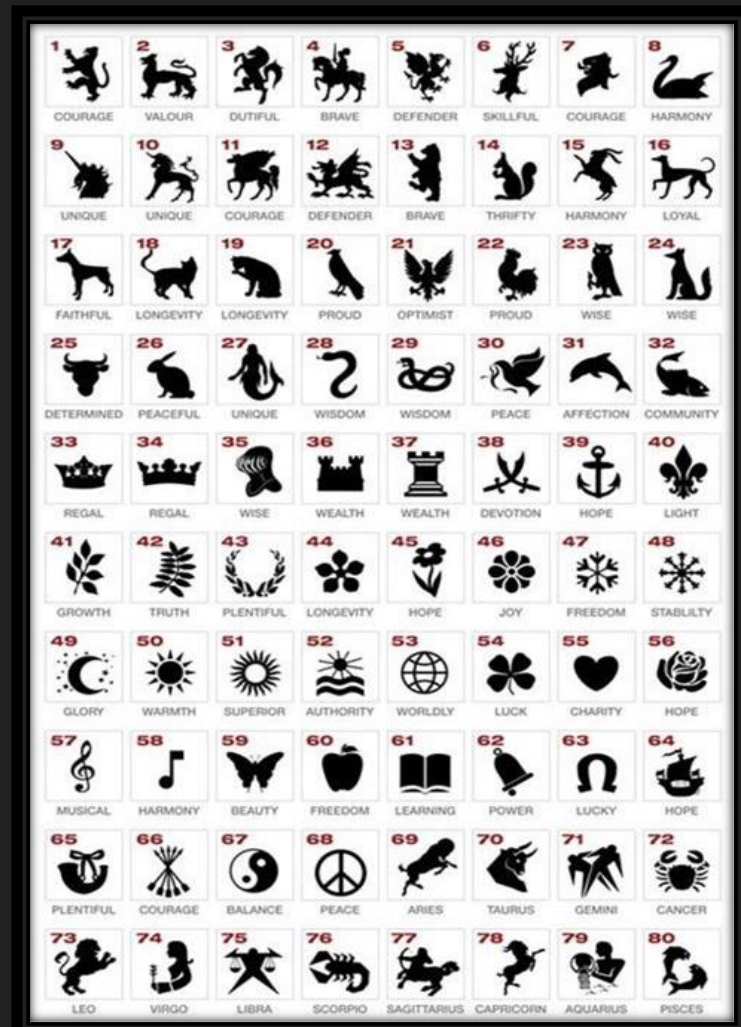 1 2 3 4 5 6 7 8
COURAGE VALOUR DUTIFUL BRAVE DEFENDER SKILLFUL COURAGE HARMONY
9 10 11 12 13 14 15 16
UNIQUE UNIQUE COURAGE DEFENDER BRAVE THRIFTY HARMONY LOYAL
17 18 19 20 21 22 23 24
FAITHFUL LONGEVITY LONGEVITY PROUD OPTIMIST PROUD WISE WISE
25 26 27 28 29 30 31 32
DETERMINED PEACEFUL UNIQUE WISDOM WISDOM PEACE AFFECTION COMMUNITY
33 34 35 36 37 38 39 40
REGAL REGAL WISE WEALTH WEALTH DEVOTION HOPE LIGHT
41 42 43 44 45 46 47 48
GROWTH TRUTH PLENTIFUL LONGEVITY HOPE JOY FREEDOM STABLILTY
49 50 51 52 53 54 55 56
GLORY WARMTH SUPERIOR AUTHORITY WORLDLY LUCK CHARITY HOPE
57 58 59 60 61 62 63 64
MUSICAL HARMONY BEAUTY FREEDOM LEARNING POWER LUCKY HOPE
65 66 67 68 69 70 71 72
PLENTIFUL COURAGE BALANCE PEACE ARIES TAURUS GEMINI CANCER
73 74 75 76 77 78 79 80
LEO VIRGO LIBRA SCORPIO SAGITTARIUS CAPRICORN AQUARIUS PISCES